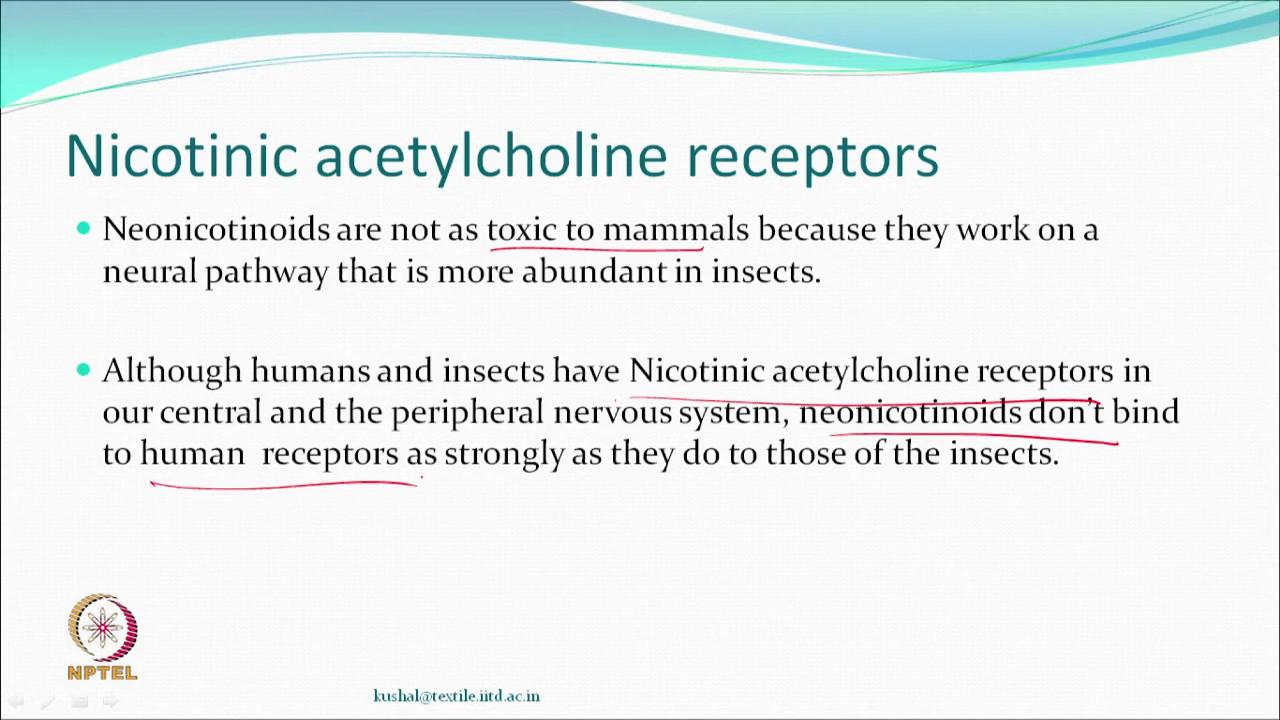 Nicotinic acetylcholine receptors
Neonicotinoids are not as toxic to mammals because they work on a
neural pathway that is more abundant in insects.
Although humans and insects have Nicotinic acetylcholine receptors in
our central and the peripheral nervous system, neonicotinoids don't bind
to human receptors as strongly as they do to those of the insects.
NPTEL
kushal@textile.iitd.ac.in